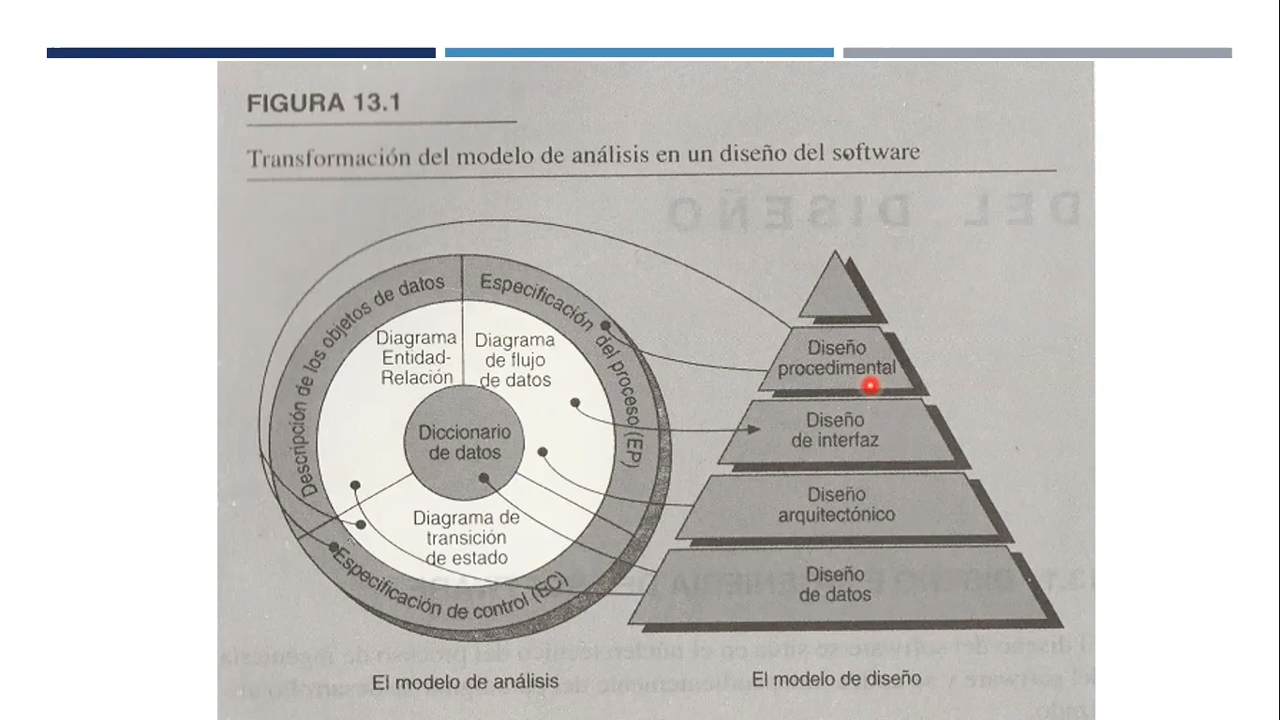 FIGURA 13.1
Transformación del modelo de análisis en un diseño del software
DEL DISEÑO
Descripción de los objetos de datos
Especificación del proceso (EP)
Diagrama
Entidad-
Relación
Diagrama
de flujo
de datos
Diccionario
de datos
Diagrama de
transición
de estado
Especificación de control (EC)
Diseño
procedimental
Diseño
de interfaz
Diseño
arquitectónico
Diseño
de datos
El modelo de análisis
El modelo de diseño